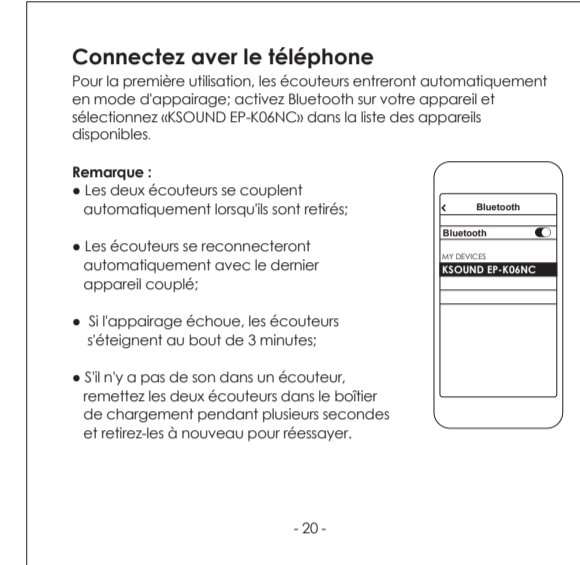 Connectez aver le téléphone
Pour la première utilisation, les écouteurs entreront automatiquement
en mode d'appairage; activez Bluetooth sur votre appareil et
sélectionnez «KSOUND EP-K06NC» dans la liste des appareils
disponibles.
Remarque :
● Les deux écouteurs se couplent
automatiquement lorsqu'ils sont retirés;
● Les écouteurs se reconnecteront
automatiquement avec le dernier
appareil couplé;
● Si l'appairage échoue, les écouteurs
s'éteignent au bout de 3 minutes;
● S'il n'y a pas de son dans un écouteur,
remettez les deux écouteurs dans le boîtier
de chargement pendant plusieurs secondes
et retirez-les à nouveau pour réessayer.
< Bluetooth
Bluetooth
MY DEVICES
KSOUND EP-K06NC
- 20 -